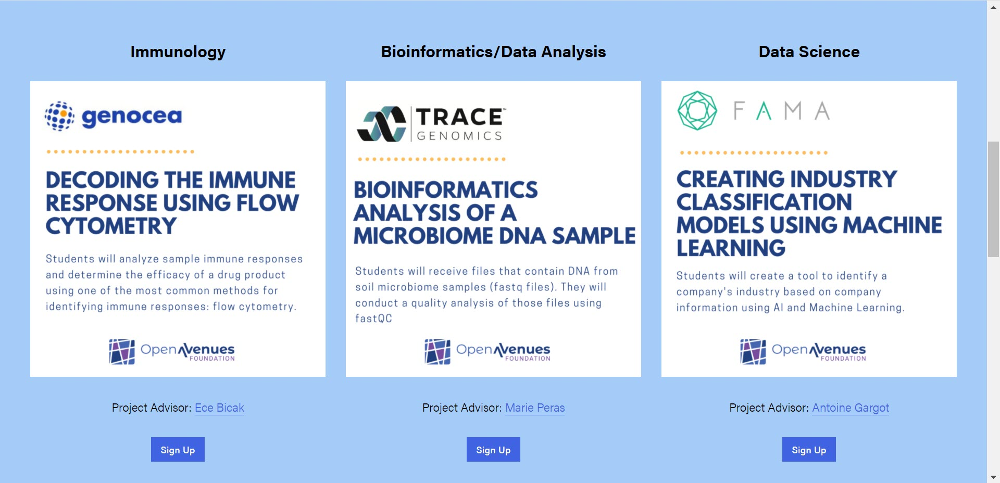 Immunology
genocea
DECODING THE IMMUNE
RESPONSE USING FLOW
CYTOMETRY
Students will analyze sample immune responses
and determine the efficacy of a drug product
using one of the most common methods for
identifying immune responses: flow cytometry.
OpenAvenues
FOUNDATION
Project Advisor: Ece Bicak
Sign Up
Bioinformatics/Data Analysis
TRACE™
GENOMICS
BIOINFORMATICS
ANALYSIS OF A
MICROBIOME DNA SAMPLE
Students will receive files that contain DNA from
soil microbiome samples (fastq files). They will
conduct a quality analysis of those files using
fastQC
OpenAvenues
FOUNDATION
Project Advisor: Marie Peras
Sign Up
Data Science
FAMA
CREATING INDUSTRY
CLASSIFICATION
MODELS USING MACHINE
LEARNING
Students will create a tool to identify a
company's industry based on company
information using AI and Machine Learning.
OpenAvenues
FOUNDATION
Project Advisor: Antoine Gargot
Sign Up